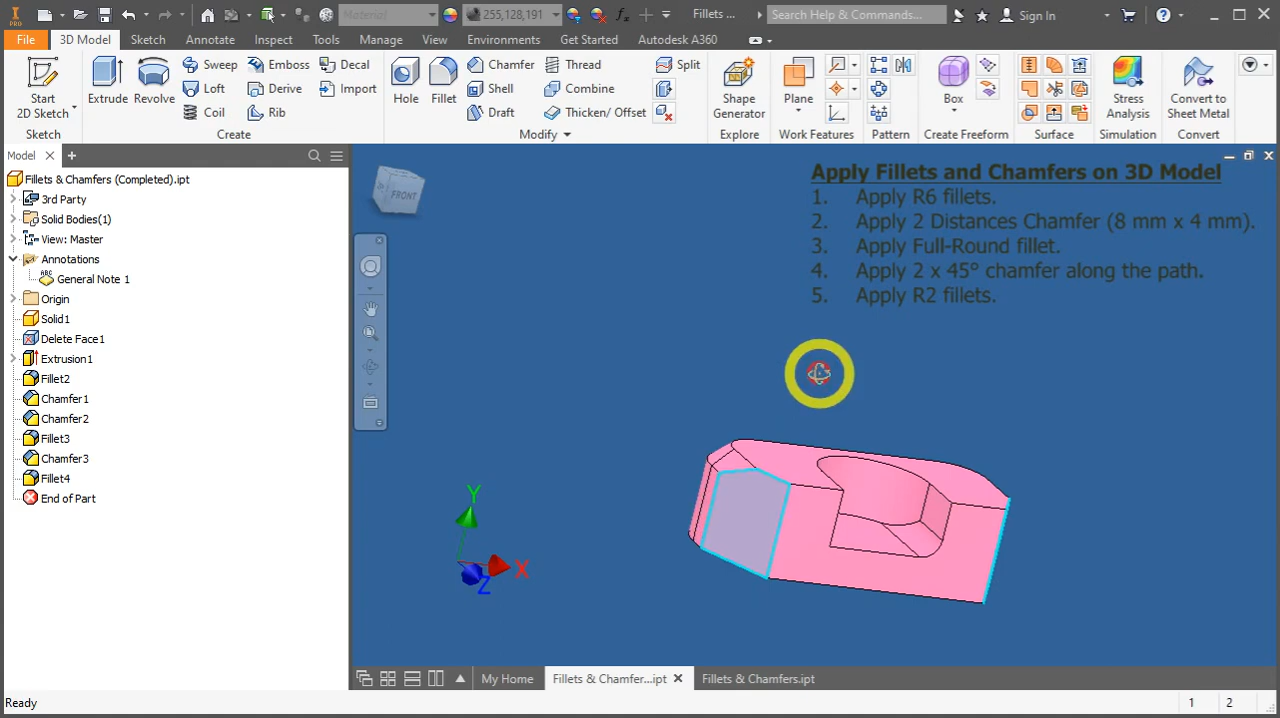 PRO
Material
255,128,191
Fillets ...
Search Help & Commands...
Sign In
File
3D Model
Sketch
Annotate
Inspect
Tools
Manage
View
Environments
Get Started
Autodesk A360
Start
2D Sketch
Sketch
Extrude
Revolve
Sweep
Loft
Coil
Emboss
Derive
Rib
Decal
Import
Create
Hole
Fillet
Chamfer
Shell
Draft
Thread
Combine
Thicken/ Offset
Split
Modify
Shape
Generator
Explore
Plane
Work Features
Pattern
Box
Create Freeform
Surface
Stress
Analysis
Simulation
Convert to
Sheet Metal
Convert
Model
Fillets & Chamfers (Completed).ipt
3rd Party
Solid Bodies(1)
View: Master
Annotations
General Note 1
Origin
Solid1
Delete Face1
Extrusion1
Fillet2
Chamfer1
Chamfer2
Fillet3
Chamfer3
Fillet4
End of Part
FRONT
Apply Fillets and Chamfers on 3D Model
1. Apply R6 fillets.
2. Apply 2 Distances Chamfer (8 mm x 4 mm).
3. Apply Full-Round fillet.
4. Apply 2 x 45° chamfer along the path.
5. Apply R2 fillets.
Y
X
Z
My Home
Fillets & Chamfer...ipt
Fillets & Chamfers.ipt
Ready
1
2